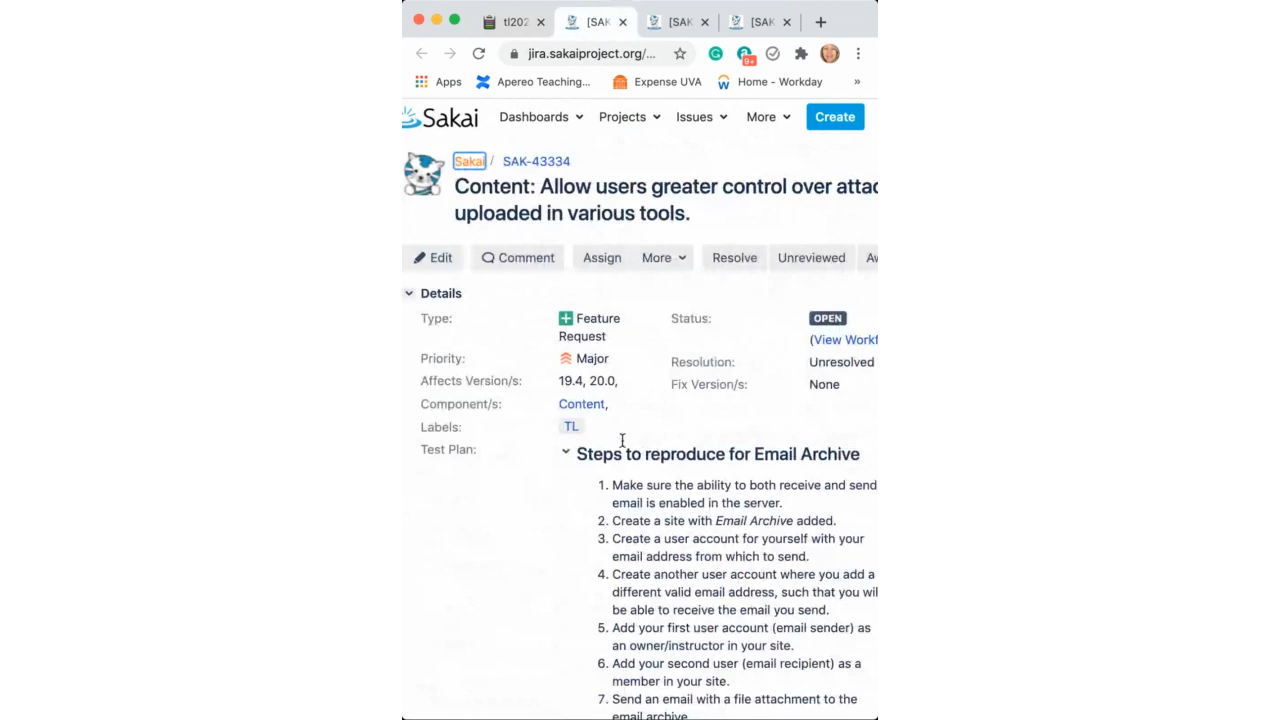 tl202
[SAK
[SAK
[SAK
jira.sakaiproject.org/...
9+
Apps
Apereo Teaching...
Expense UVA
Home - Workday
»
Sakai
Dashboards
Projects
Issues
More
Create
Sakai / SAK-43334
Content: Allow users greater control over attac
uploaded in various tools.
Edit
Comment
Assign
More
Resolve
Unreviewed
Aw
Details
Type: Feature
Request
Status: OPEN
(View Workf
Priority: Major
Resolution: Unresolved
Affects Version/s: 19.4, 20.0,
Fix Version/s: None
Component/s: Content,
Labels: TL
Test Plan:
Steps to reproduce for Email Archive
1. Make sure the ability to both receive and send
email is enabled in the server.
2. Create a site with Email Archive added.
3. Create a user account for yourself with your
email address from which to send.
4. Create another user account where you add a
different valid email address, such that you wil
be able to receive the email you send.
5. Add your first user account (email sender) as
an owner/instructor in your site.
6. Add your second user (email recipient) as a
member in your site.
7. Send an email with a file attachment to the
email archive